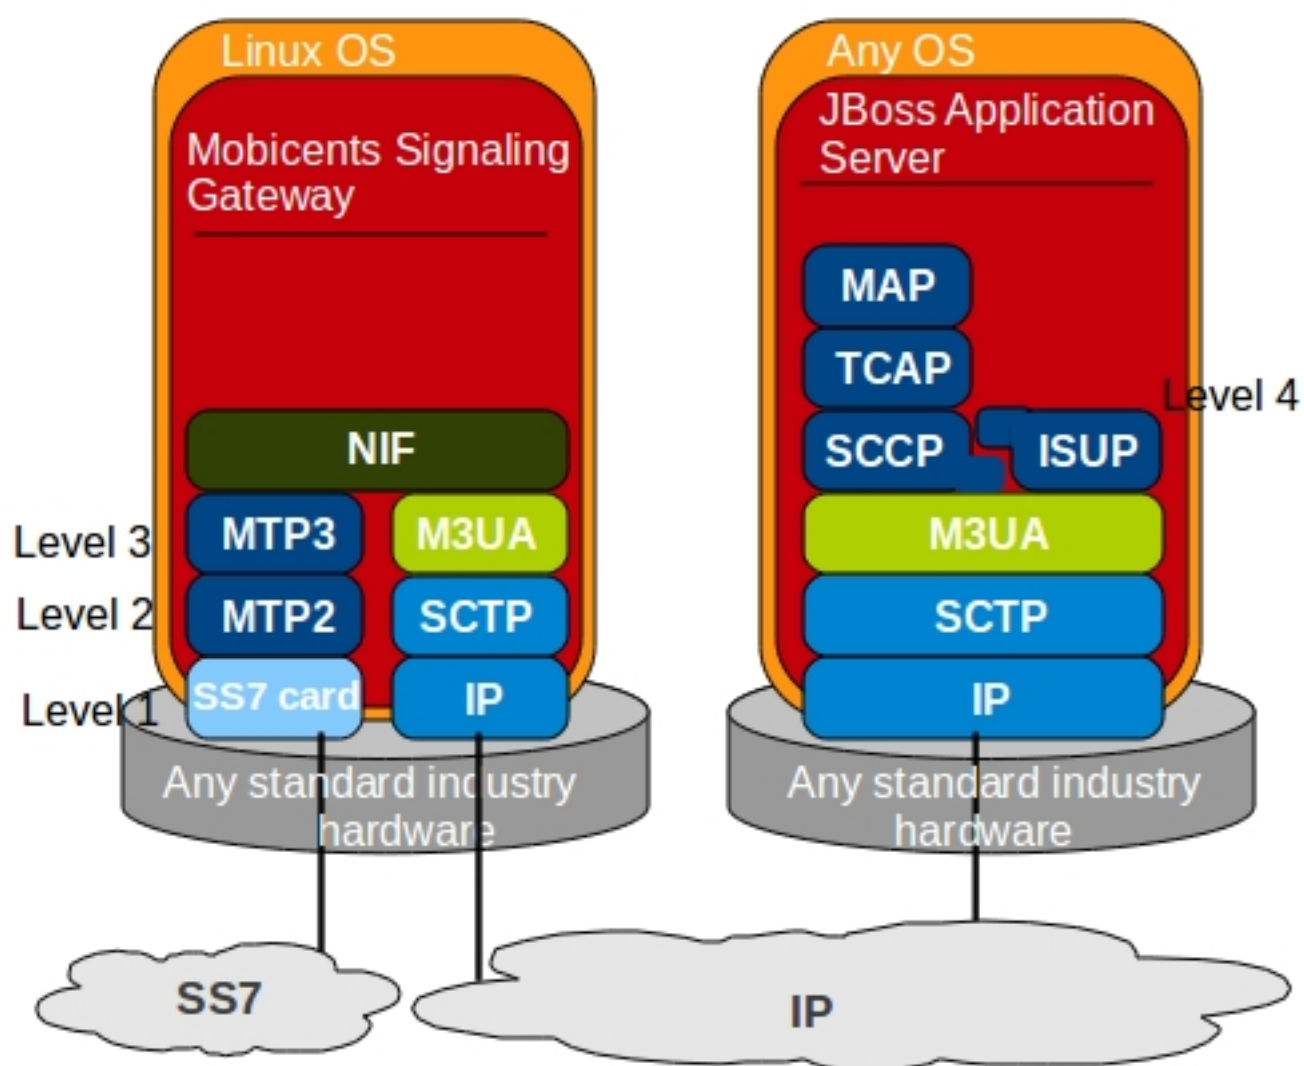 Linux OS
Mobicents Signaling
Gateway
NIF
Level 3
MTP3
M3UA
Level 2
MTP2
SCTP
Level 1
SS7 card
IP
Any standard industry
hardware
Any OS
JBoss Application
Server
MAP
TCAP
Level 4
SCCP
ISUP
M3UA
SCTP
IP
Any standard industry
hardware
SS7
IP